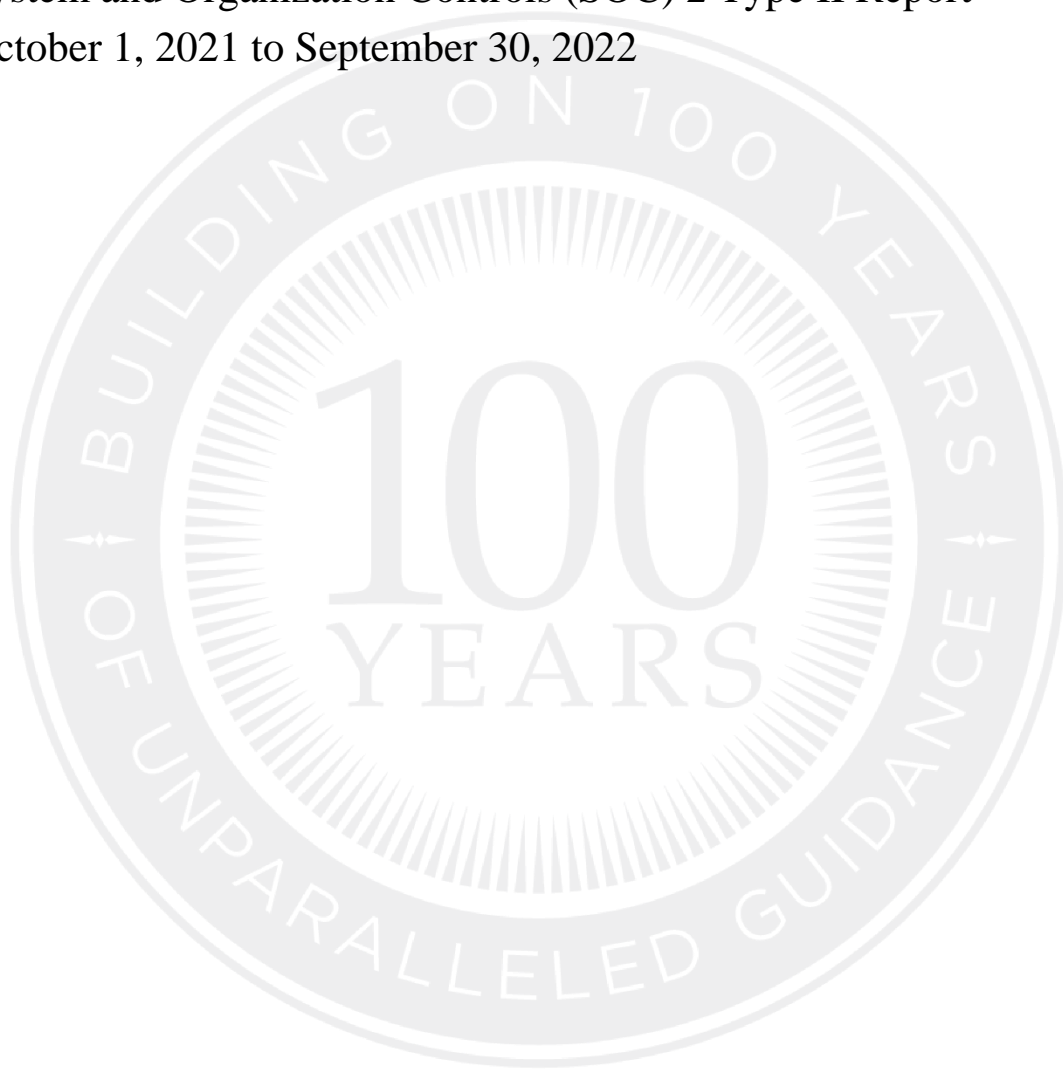 ystem and Organization Controls (SOC) 2 Type II Report
ctober 1, 2021 to September 30, 2022
BUILDING ON 100 YEARS
100
YEARS
OF UNPARALLELED GUIDANCE